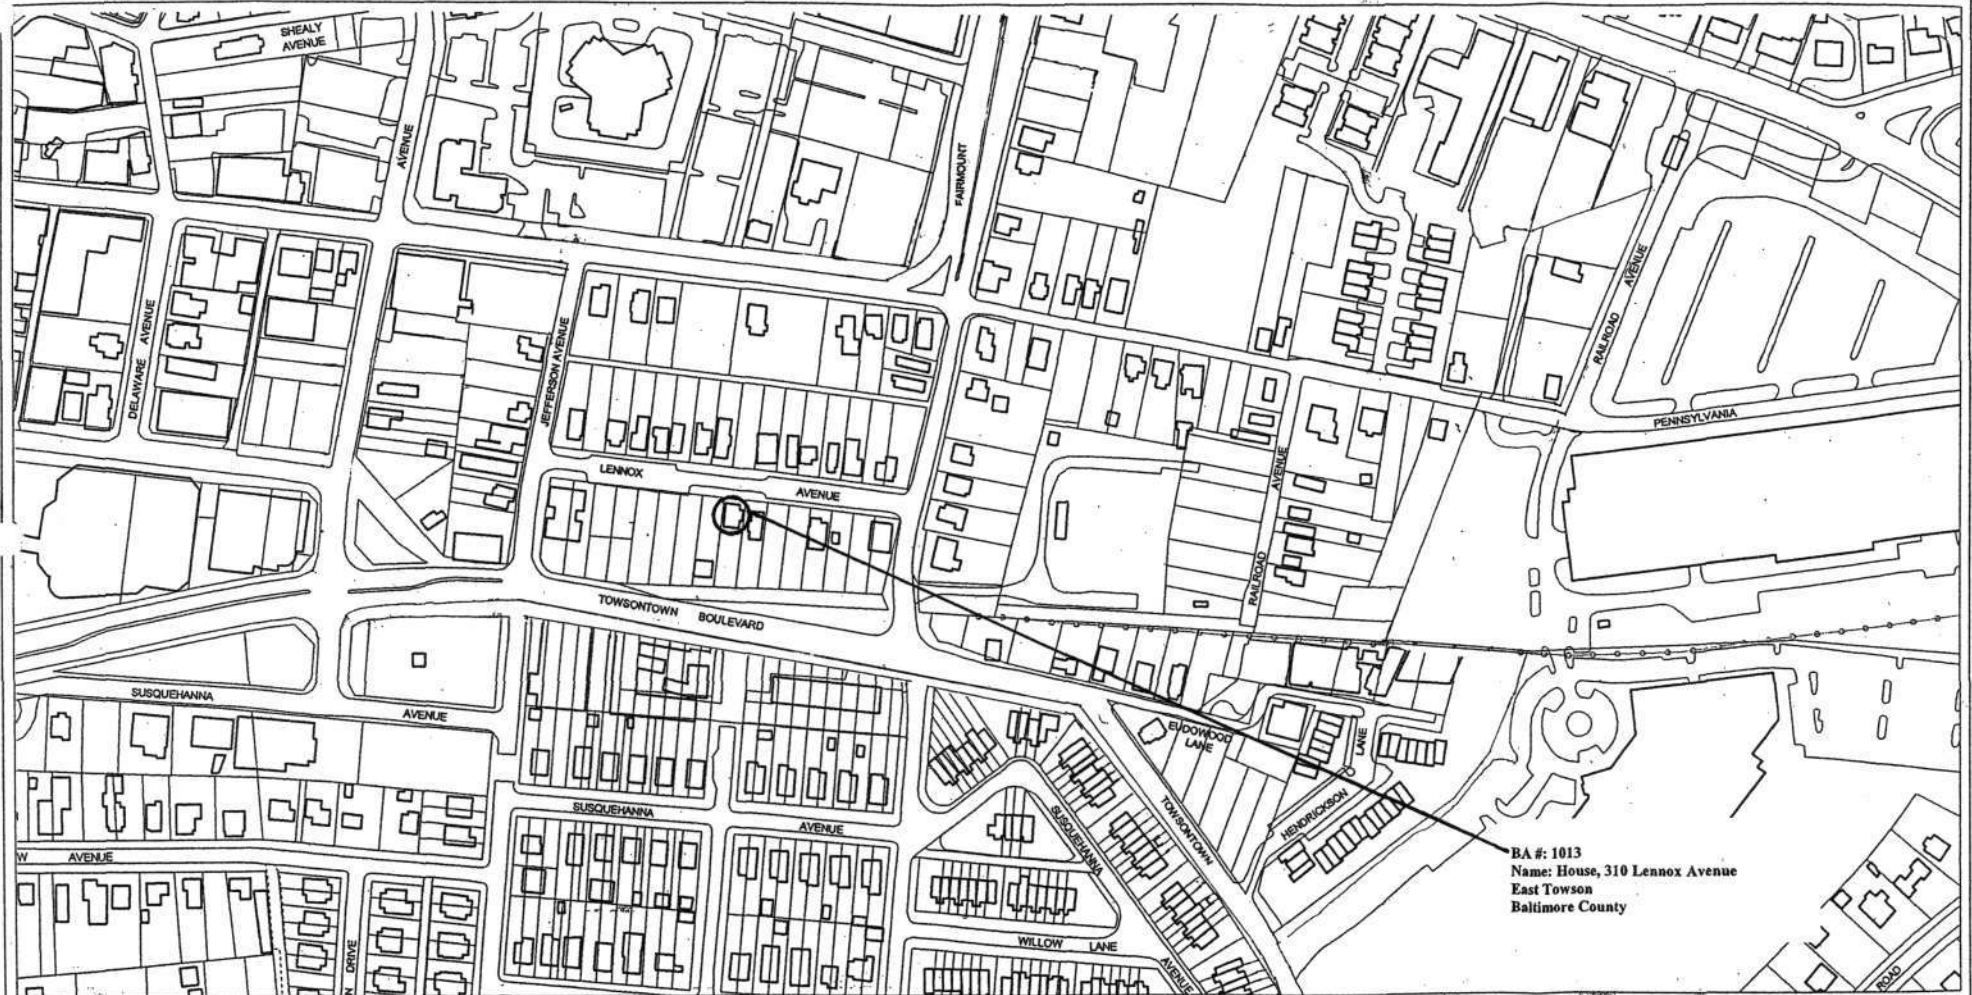 SHEALY
AVENUE
AVENUE
FAIRMOUNT
DELAWARE AVENUE
JEFFERSON AVENUE
RAILROAD AVENUE
PENNSYLVANIA
LENNOX AVENUE
RAILROAD AVENUE
TOWSONTOWN BOULEVARD
SUSQUEHANNA AVENUE
EUDOWOOD
LANE
LANE
HENDRICKSON
TOWSONTOWN
SUSQUEHANNA AVENUE
SUSQUEHANNA AVENUE
W AVENUE
WILLOW LANE
DRIVE
ROAD
BA #: 1013
Name: House, 310 Lennox Avenue
East Towson
Baltimore County